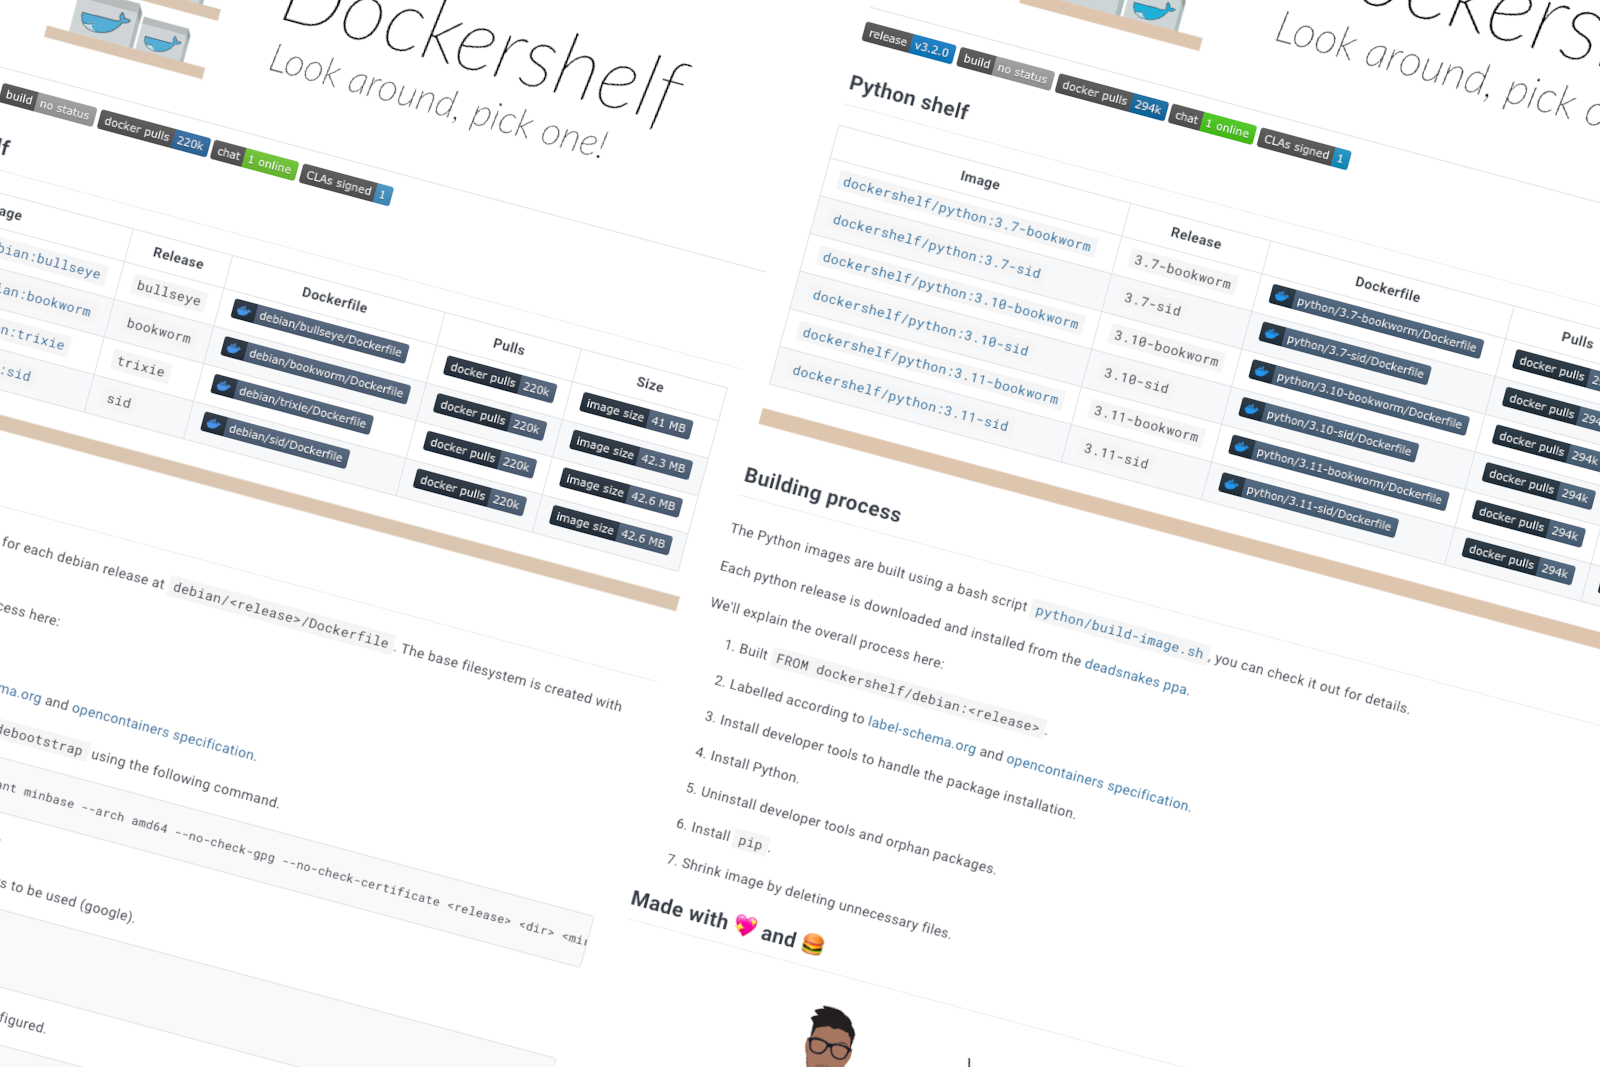 Dockershelf
Look around, pick one!
build no status
docker pulls 220k
chat 1 online
CLAs signed 1
Release
Dockerfile
Pulls
Size
bian:bullseye
bullseye
debian/bullseye/Dockerfile
docker pulls 220k
image size 41 MB
ian:bookworm
bookworm
debian/bookworm/Dockerfile
docker pulls 220k
image size 42.3 MB
n:trixie
trixie
debian/trixie/Dockerfile
docker pulls 220k
image size 42.6 MB
:sid
sid
debian/sid/Dockerfile
docker pulls 220k
image size 42.6 MB
for each debian release at debian/<release>/Dockerfile . The base filesystem is created with
cess here:
ma.org and opencontainers specification.
debootstrap using the following command.
ant minbase --arch amd64 --no-check-gpg --no-check-certificate <release> <dir> <mi
s to be used (google).
figured.
ockers
Look around, pick o
release v3.2.0
build no status
docker pulls 294k
chat 1 online
CLAs signed 1
Python shelf
Image
Release
Dockerfile
Pulls
dockershelf/python:3.7-bookworm
3.7-bookworm
python/3.7-bookworm/Dockerfile
docker pulls
dockershelf/python:3.7-sid
3.7-sid
python/3.7-sid/Dockerfile
docker pulls 294
dockershelf/python:3.10-bookworm
3.10-bookworm
python/3.10-bookworm/Dockerfile
docker pulls 294k
dockershelf/python:3.10-sid
3.10-sid
python/3.10-sid/Dockerfile
docker pulls 294k
dockershelf/python:3.11-bookworm
3.11-bookworm
python/3.11-bookworm/Dockerfile
docker pulls 294k
dockershelf/python:3.11-sid
3.11-sid
python/3.11-sid/Dockerfile
docker pulls 294k
Building process
The Python images are built using a bash script python/build-image.sh , you can check it out for details.
Each python release is downloaded and installed from the deadsnakes ppa.
We'll explain the overall process here:
1. Built FROM dockershelf/debian:<release> .
2. Labelled according to label-schema.org and opencontainers specification.
3. Install developer tools to handle the package installation.
4. Install Python.
5. Uninstall developer tools and orphan packages.
6. Install pip .
7. Shrink image by deleting unnecessary files.
Made with 💖 and 🍔